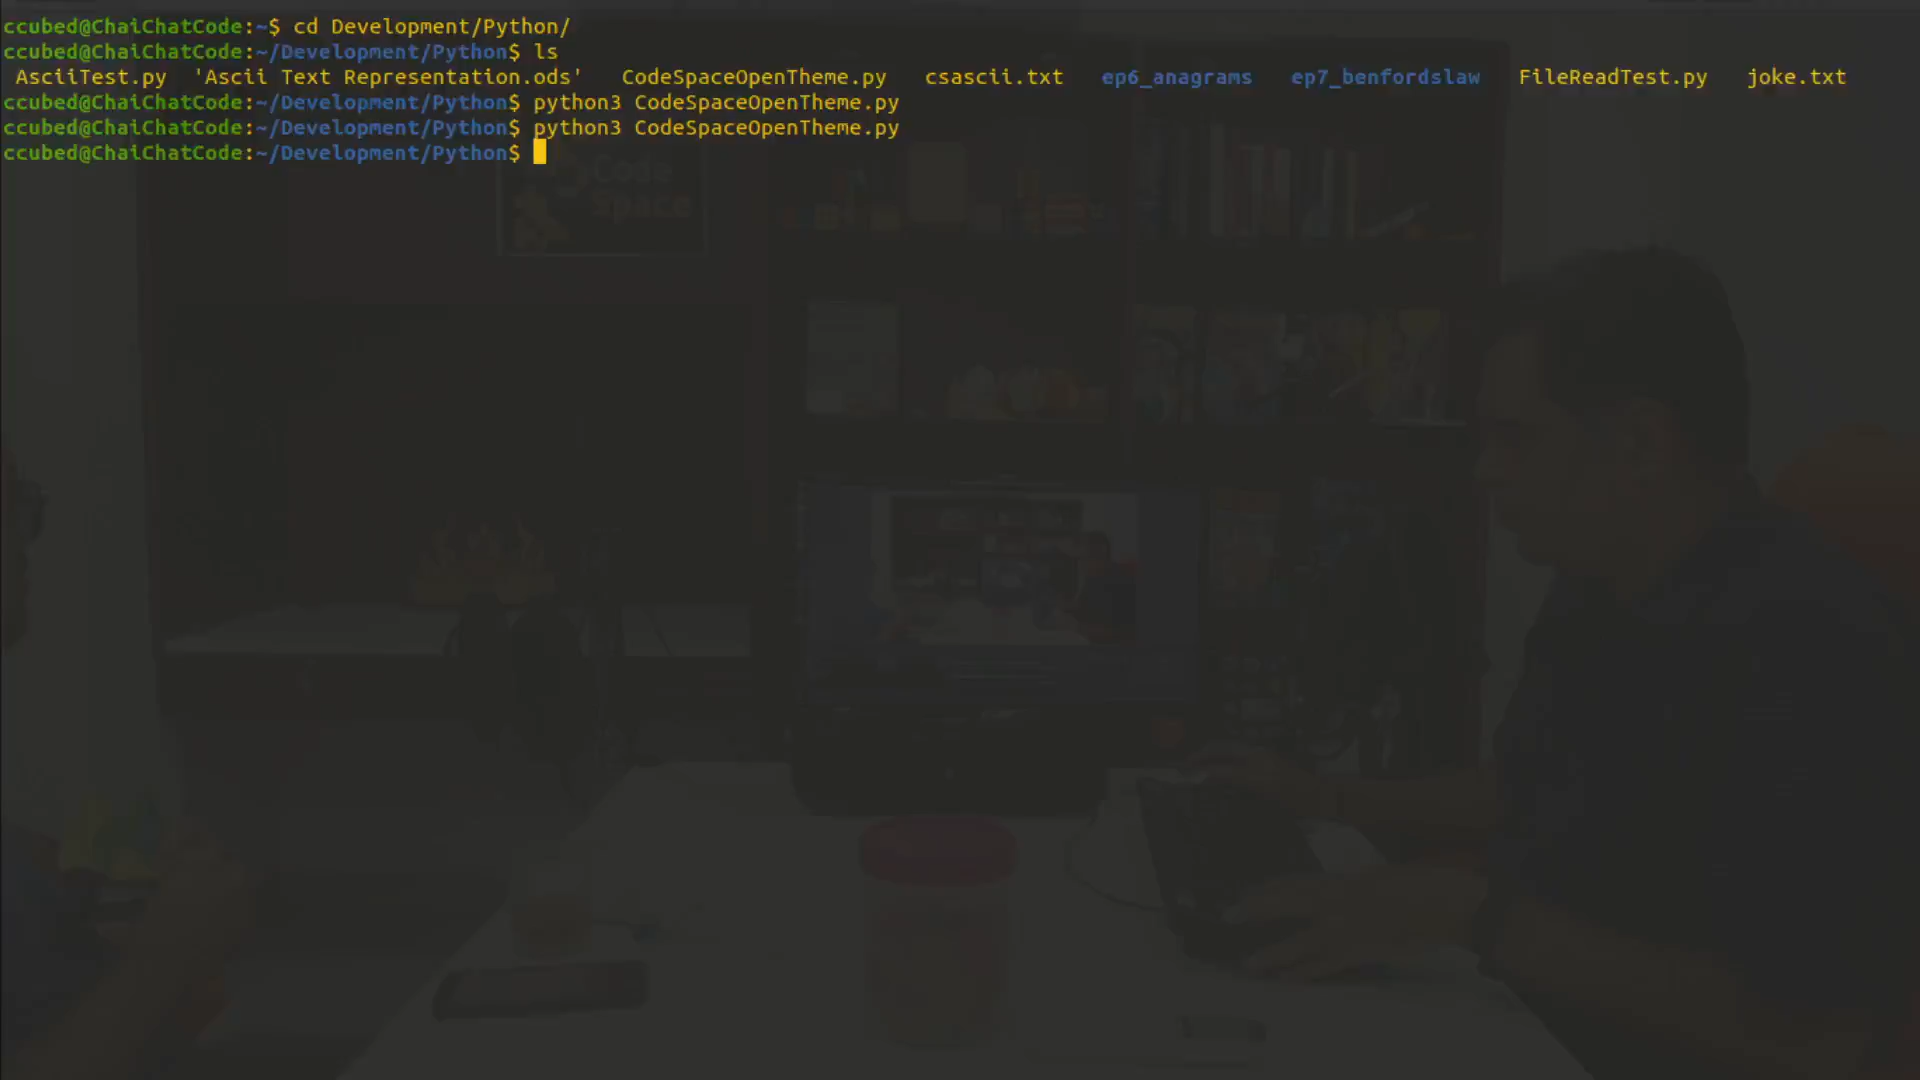 ccubed@ChaiChatCode:~$ cd Development/Python/
ccubed@ChaiChatCode:~/Development/Python$ ls
AsciiTest.py 'Ascii Text Representation.ods' CodeSpaceOpenTheme.py csascii.txt ep6_anagrams ep7_benfordslaw FileReadTest.py joke.txt
ccubed@ChaiChatCode:~/Development/Python$ python3 CodeSpaceOpenTheme.py
ccubed@ChaiChatCode:~/Development/Python$ python3 CodeSpaceOpenTheme.py
ccubed@ChaiChatCode:~/Development/Python$
Code
Space